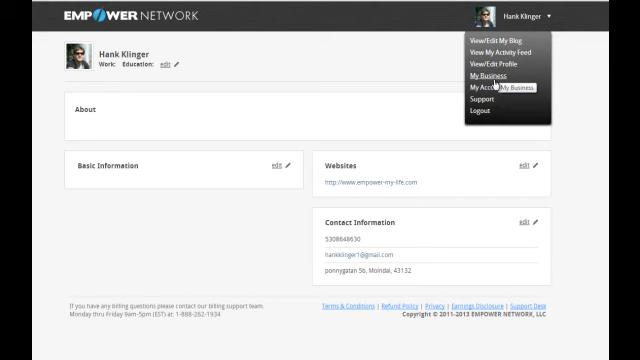 EMPOWER NETWORK
Hank Klinger
View/Edit My Blog
View My Activity Feed
View/Edit Profile
My Business
My Acco
My Business
Support
Logout
Hank Klinger
Work: Education: edit
About
Basic Information edit
Websites edit
http://www.empower-my-life.com
Contact Information edit
5308648630
hankklinger1@gmail.com
ponnygatan 5b, Molndal, 43132
If you have any billing questions please contact our billing support team.
Monday thru Friday 9am-5pm (EST) at: 1-888-262-1934
Terms & Conditions | Refund Policy | Privacy | Earnings Disclosure | Support Desk
Copyright © 2011-2013 EMPOWER NETWORK, LLC